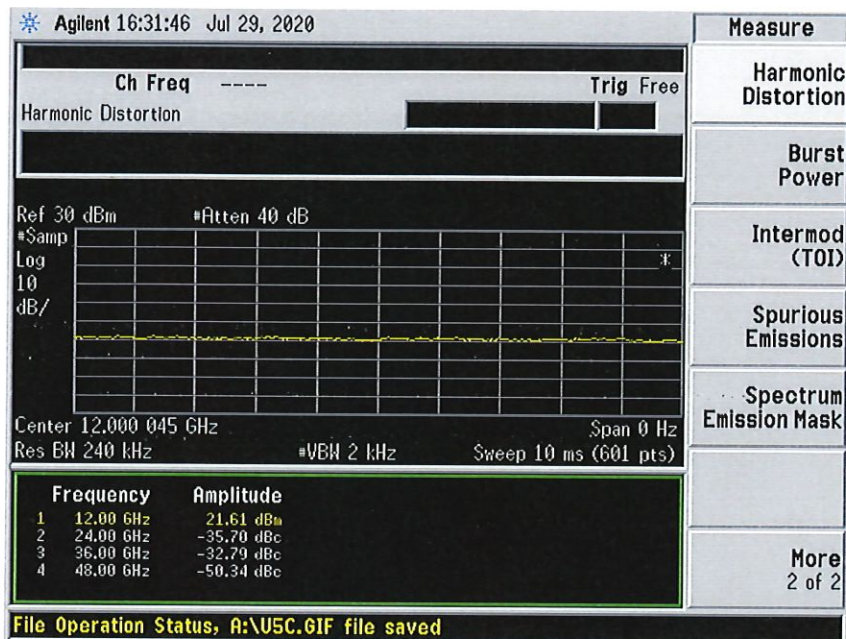 Agilent 16:31:46 Jul 29, 2020
Measure
Ch Freq ----
Trig Free
Harmonic Distortion
Ref 30 dBm #Atten 40 dB
#Samp
Log
10
dB/
*
Center 12.000 045 GHz Span 0 Hz
Res BW 240 kHz #VBW 2 kHz Sweep 10 ms (601 pts)
Frequency Amplitude
1 12.00 GHz 21.61 dBm
2 24.00 GHz -35.70 dBc
3 36.00 GHz -32.79 dBc
4 48.00 GHz -50.34 dBc
File Operation Status, A:\U5C.GIF file saved
Harmonic
Distortion
Burst
Power
Intermod
(TOI)
Spurious
Emissions
Spectrum
Emission Mask
More
2 of 2